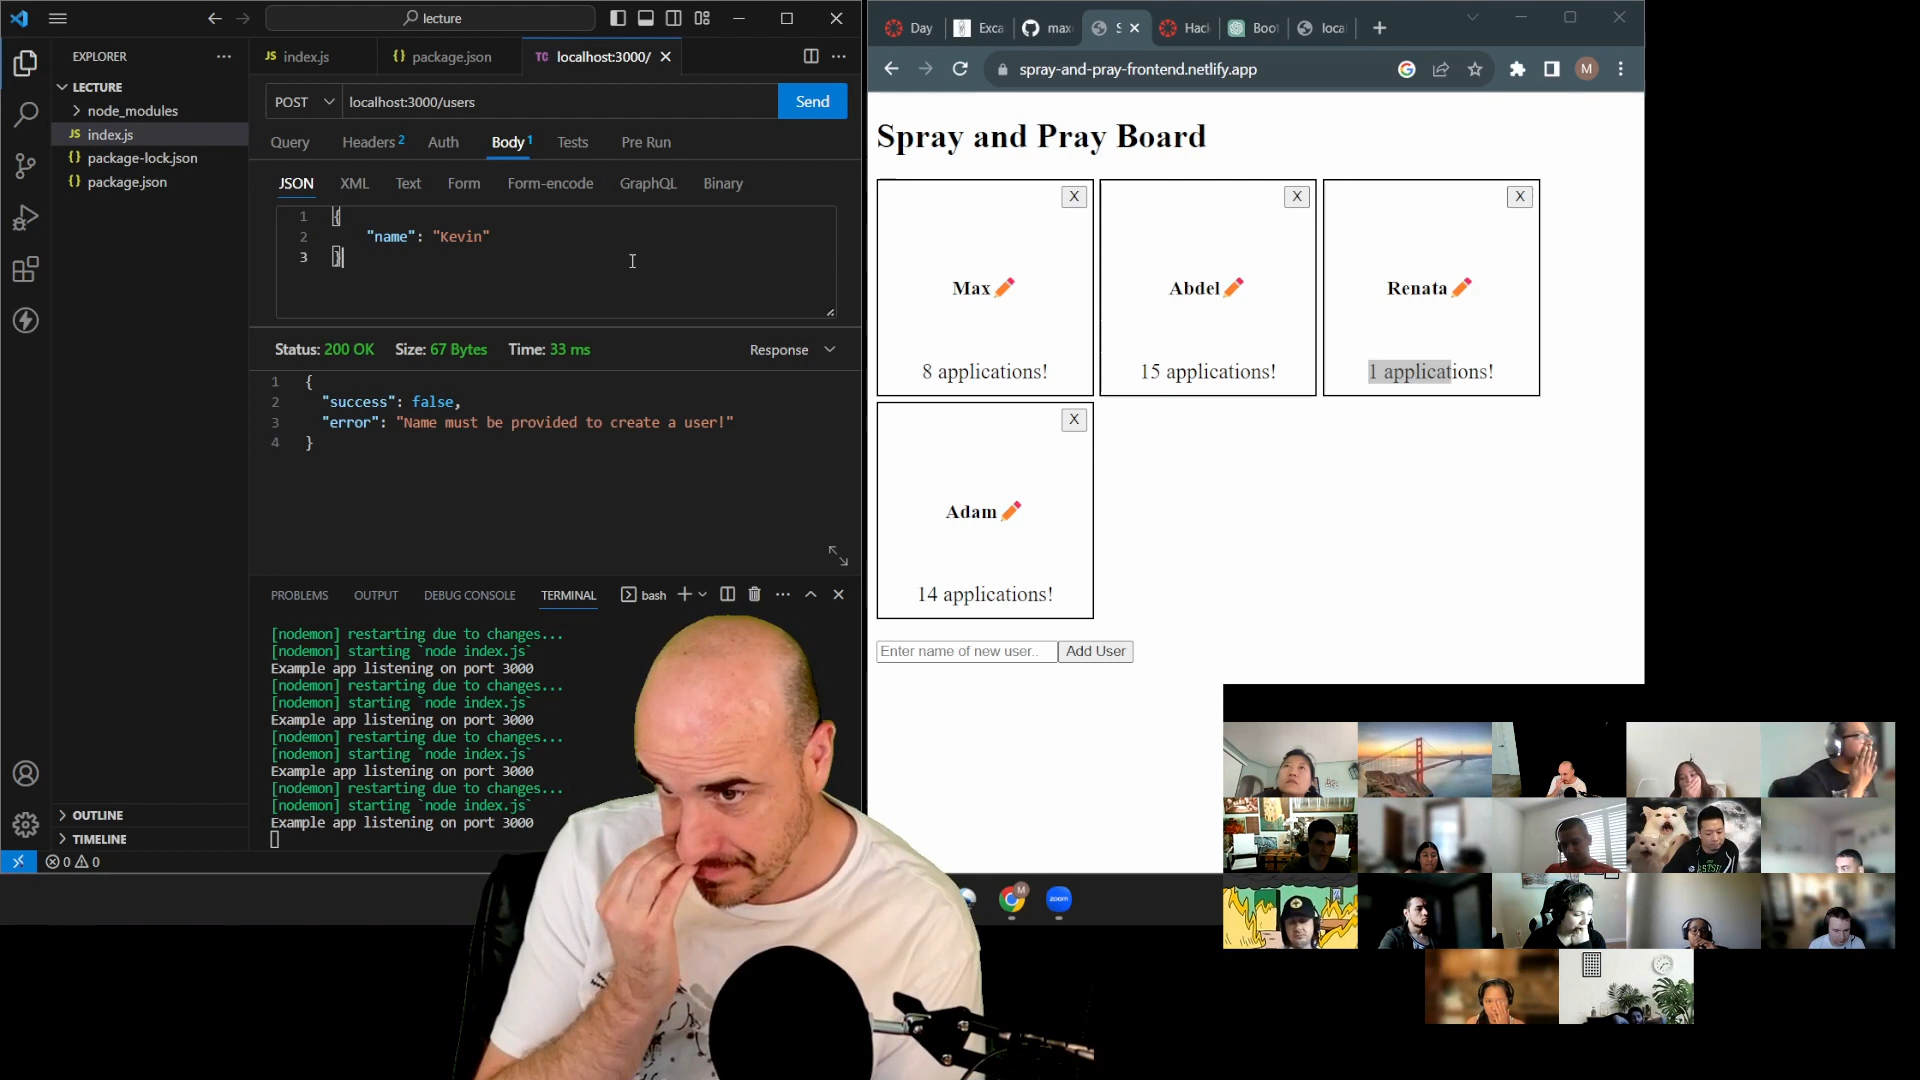 lecture
EXPLORER
JS index.js
{} package.json
TC localhost:3000/
LECTURE
node_modules
JS index.js
{} package-lock.json
{} package.json
OUTLINE
TIMELINE
0 0
POST
localhost:3000/users
Send
Query
Headers 2
Auth
Body 1
Tests
Pre Run
JSON
XML
Text
Form
Form-encode
GraphQL
Binary
1 {
2 "name": "Kevin"
3 }
Status: 200 OK Size: 67 Bytes Time: 33 ms
Response
1 {
2 "success": false,
3 "error": "Name must be provided to create a user!"
4 }
PROBLEMS
OUTPUT
DEBUG CONSOLE
TERMINAL
bash
[nodemon] restarting due to changes...
[nodemon] starting `node index.js`
Example app listening on port 3000
[nodemon] restarting due to changes...
[nodemon] starting `node index.js`
Example app listening on port 3000
[nodemon] restarting due to changes...
[nodemon] starting `node index.js`
Example app listening on port 3000
[nodemon] restarting due to changes...
[nodemon] starting `node index.js`
Example app listening on port 3000
Day
Exca
max
S
Hac
Boot
loca
spray-and-pray-frontend.netlify.app
M
Spray and Pray Board
X
Max
8 applications!
X
Abdel
15 applications!
X
Renata
1 applications!
X
Adam
14 applications!
Enter name of new user..
Add User
M
zoom